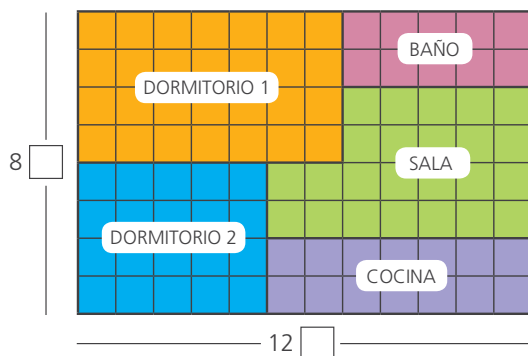 BAÑO
DORMITORIO 1
8
SALA
DORMITORIO 2
COCINA
12